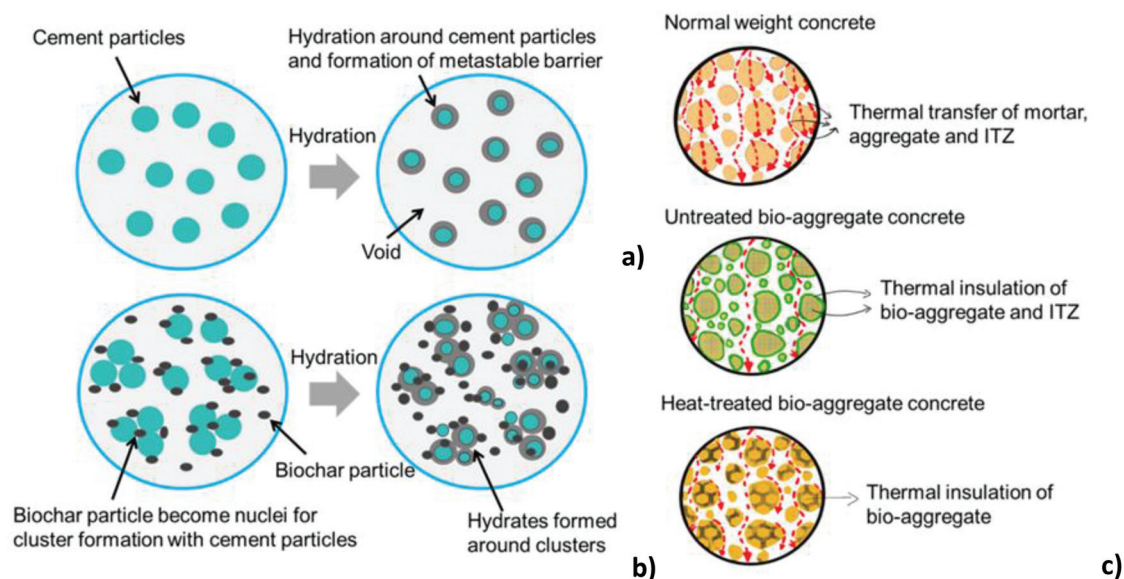 Cement particles
Hydration around cement particles
and formation of metastable barrier
Hydration
Void
a)
Hydration
Biochar particle
Biochar particle become nuclei for
cluster formation with cement particles
Hydrates formed
around clusters
b)
Normal weight concrete
Thermal transfer of mortar,
aggregate and ITZ
Untreated bio-aggregate concrete
Thermal insulation of
bio-aggregate and ITZ
Heat-treated bio-aggregate concrete
Thermal insulation of
bio-aggregate
c)